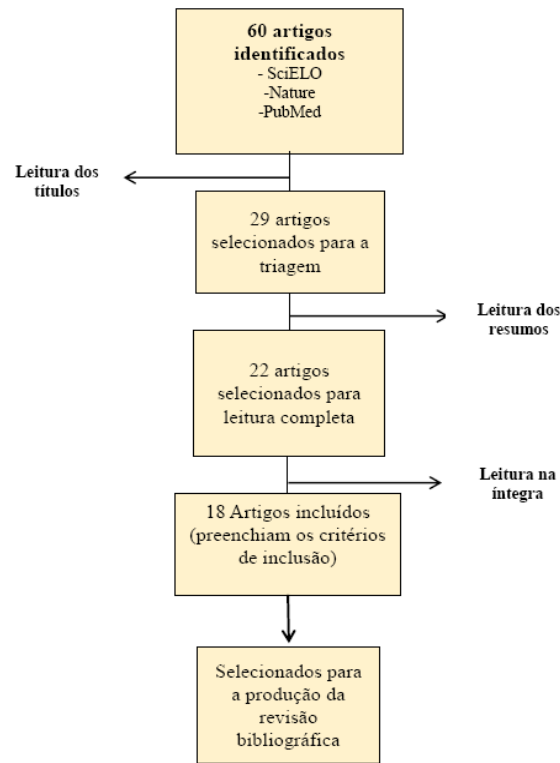 60 artigos
identificados
- SciELO
-Nature
-PubMed
Leitura dos
títulos
29 artigos
selecionados para a
triagem
Leitura dos
resumos
22 artigos
selecionados para
leitura completa
Leitura na
íntegra
18 Artigos incluídos
(preenchiam os critérios
de inclusão)
Selecionados para
a produção da
revisão
bibliográfica